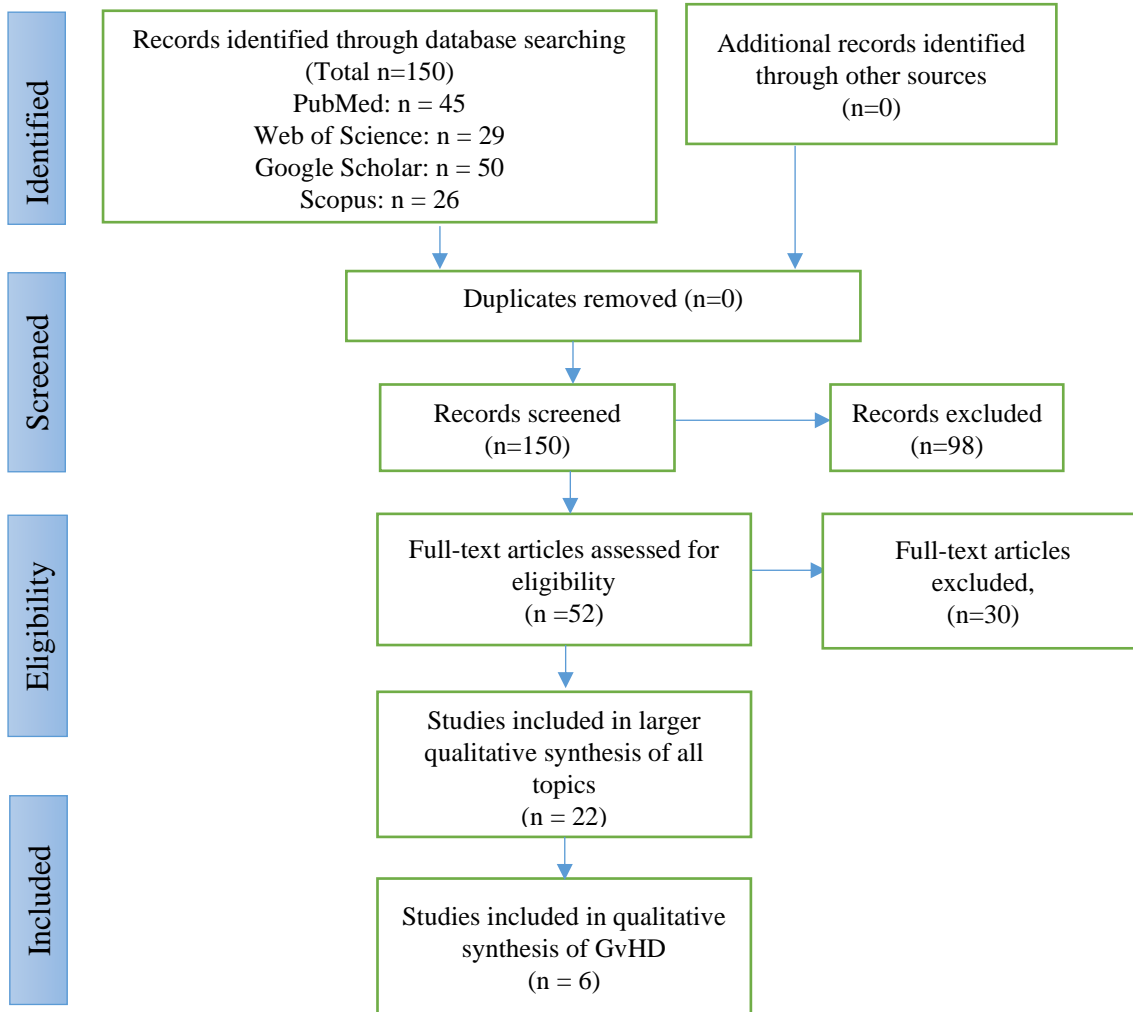 Identified
Records identified through database searching
(Total n=150)
PubMed: n = 45
Web of Science: n = 29
Google Scholar: n = 50
Scopus: n = 26
Additional records identified
through other sources
(n=0)
Screened
Duplicates removed (n=0)
Records screened
(n=150)
Records excluded
(n=98)
Eligibility
Full-text articles assessed for
eligibility
(n =52)
Full-text articles
excluded,
(n=30)
Studies included in larger
qualitative synthesis of all
topics
(n = 22)
Included
Studies included in qualitative
synthesis of GvHD
(n = 6)